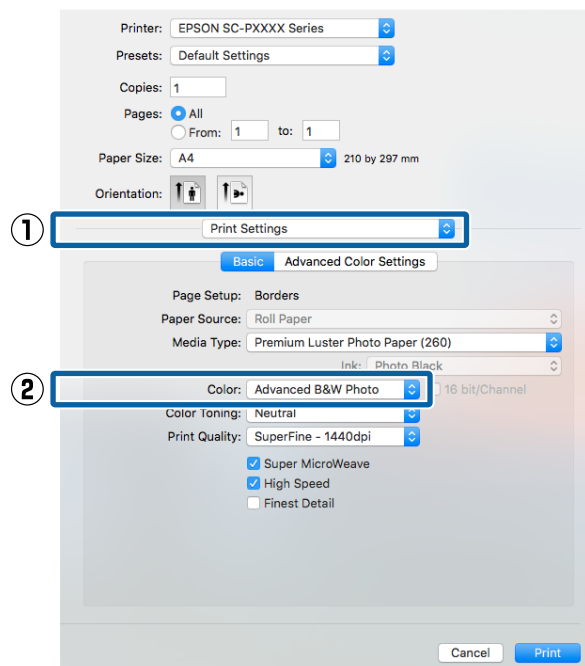 Printer: EPSON SC-PXXXX Series
Presets: Default Settings
Copies: 1
Pages: All
From: 1 to: 1
Paper Size: A4 210 by 297 mm
Orientation:
1 Print Settings
Basic Advanced Color Settings
Page Setup: Borders
Paper Source: Roll Paper
Media Type: Premium Luster Photo Paper (260)
Ink: Photo Black
2 Color: Advanced B&W Photo 16 bit/Channel
Color Toning: Neutral
Print Quality: SuperFine - 1440dpi
Super MicroWeave
High Speed
Finest Detail
Cancel Print